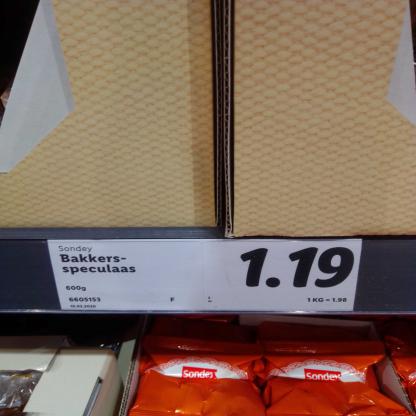 Sondey
Bakkers-
speculaas
600g
6605153 F
1.19
1 KG = 1.98
Sondey
Sondey